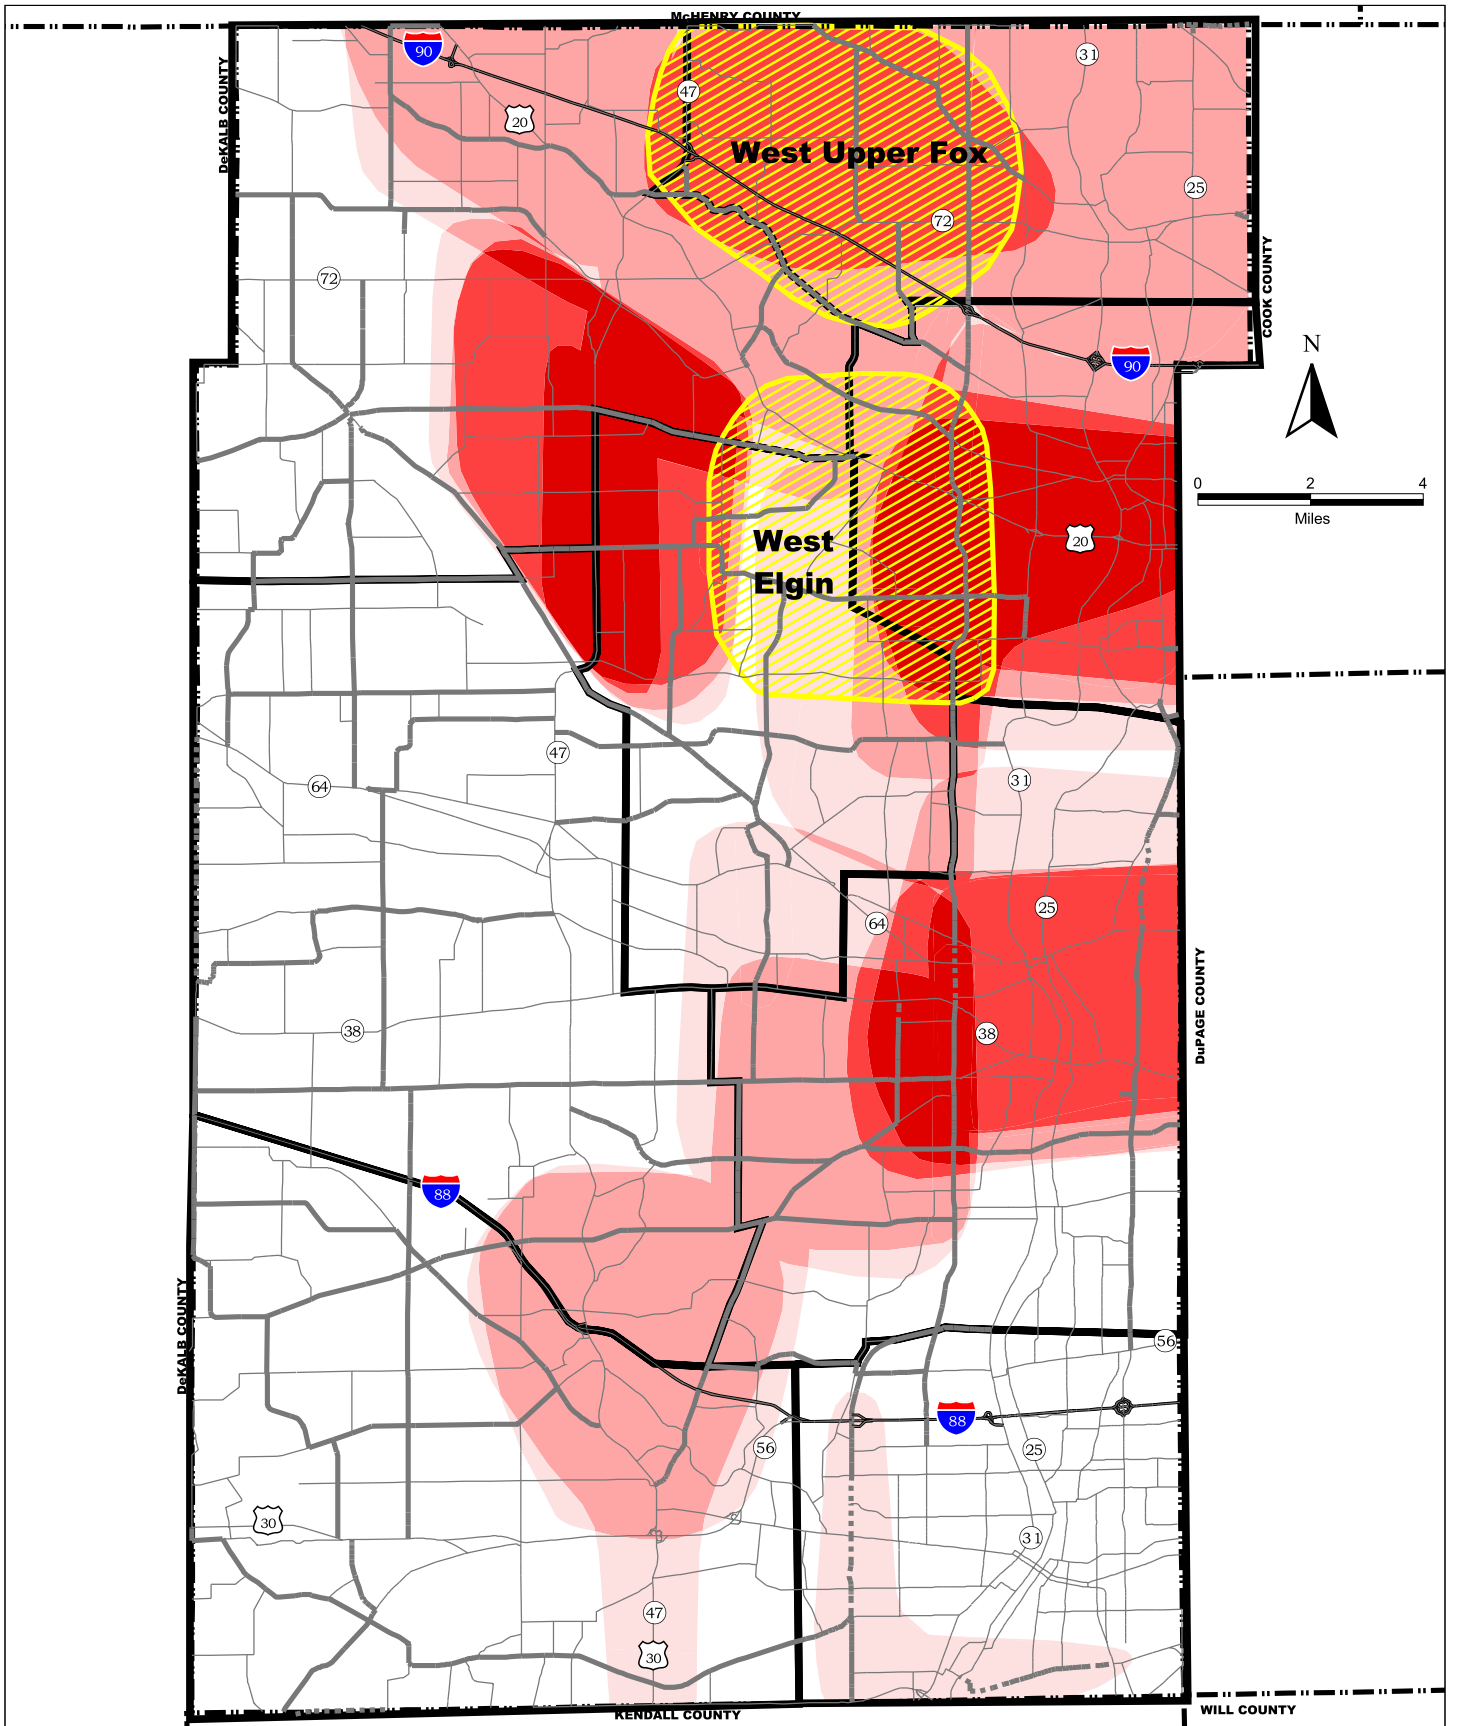 McHENRY COUNTY
90
31
DeKALB COUNTY
47
20
West Upper Fox
25
72
72
COOK COUNTY
90
N
0 2 4
Miles
20
West
Elgin
47
31
64
25
64
38
38
DuPAGE COUNTY
88
DeKALB COUNTY
56
88
56
25
30
31
47
30
KENDALL COUNTY
WILL COUNTY